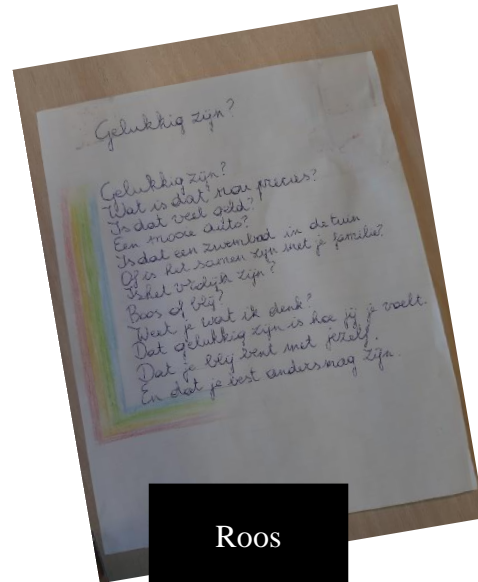 Gelukkig zijn?
Gelukkig zijn?
Wat is dat nou precies?
Is dat veel geld?
Een mooie auto?
Is dat een zwembad in de tuin
Of is het samen zijn met je familie?
Is het vrolijk zijn?
Boos of blij?
Weet je wat ik denk?
Dat gelukkig zijn is hoe jij je voelt.
Dat je blij bent met jezelf.
En dat je best anders mag zijn.
Roos